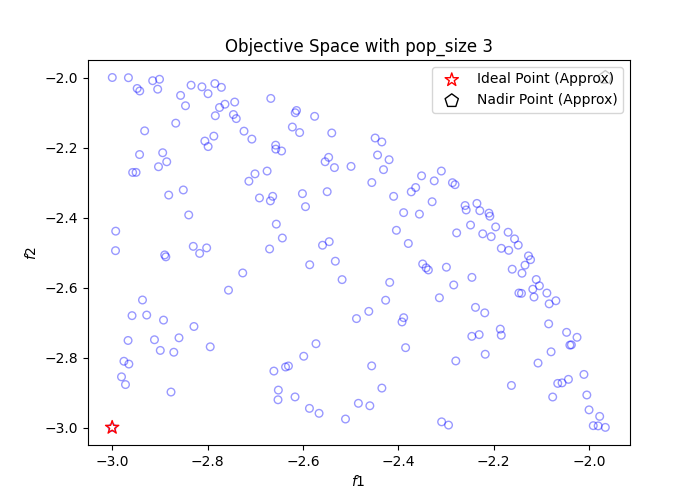 Objective Space with pop_size 3
Ideal Point (Approx)
Nadir Point (Approx)
f2
−2.0
−2.2
−2.4
−2.6
−2.8
−3.0
−3.0
−2.8
−2.6
−2.4
−2.2
−2.0
f1